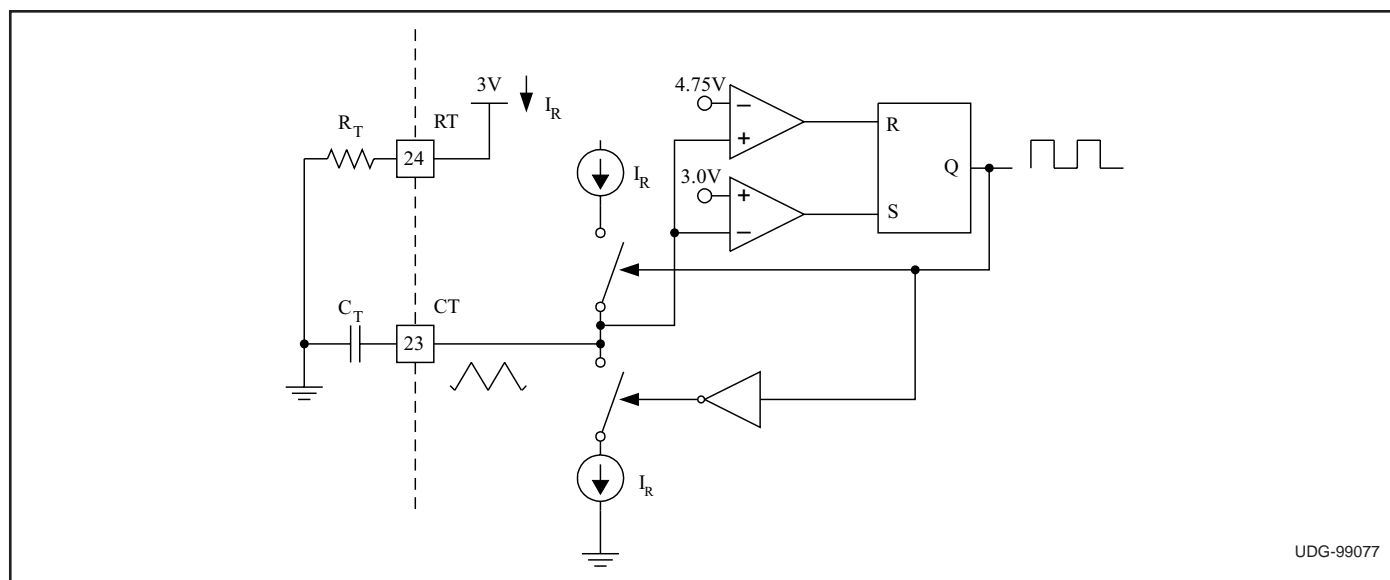 3V
I_R
R_T
RT
24
4.75V
−
+
R
I_R
3.0V
+
−
Q
S
C_T
CT
23
I_R
UDG-99077